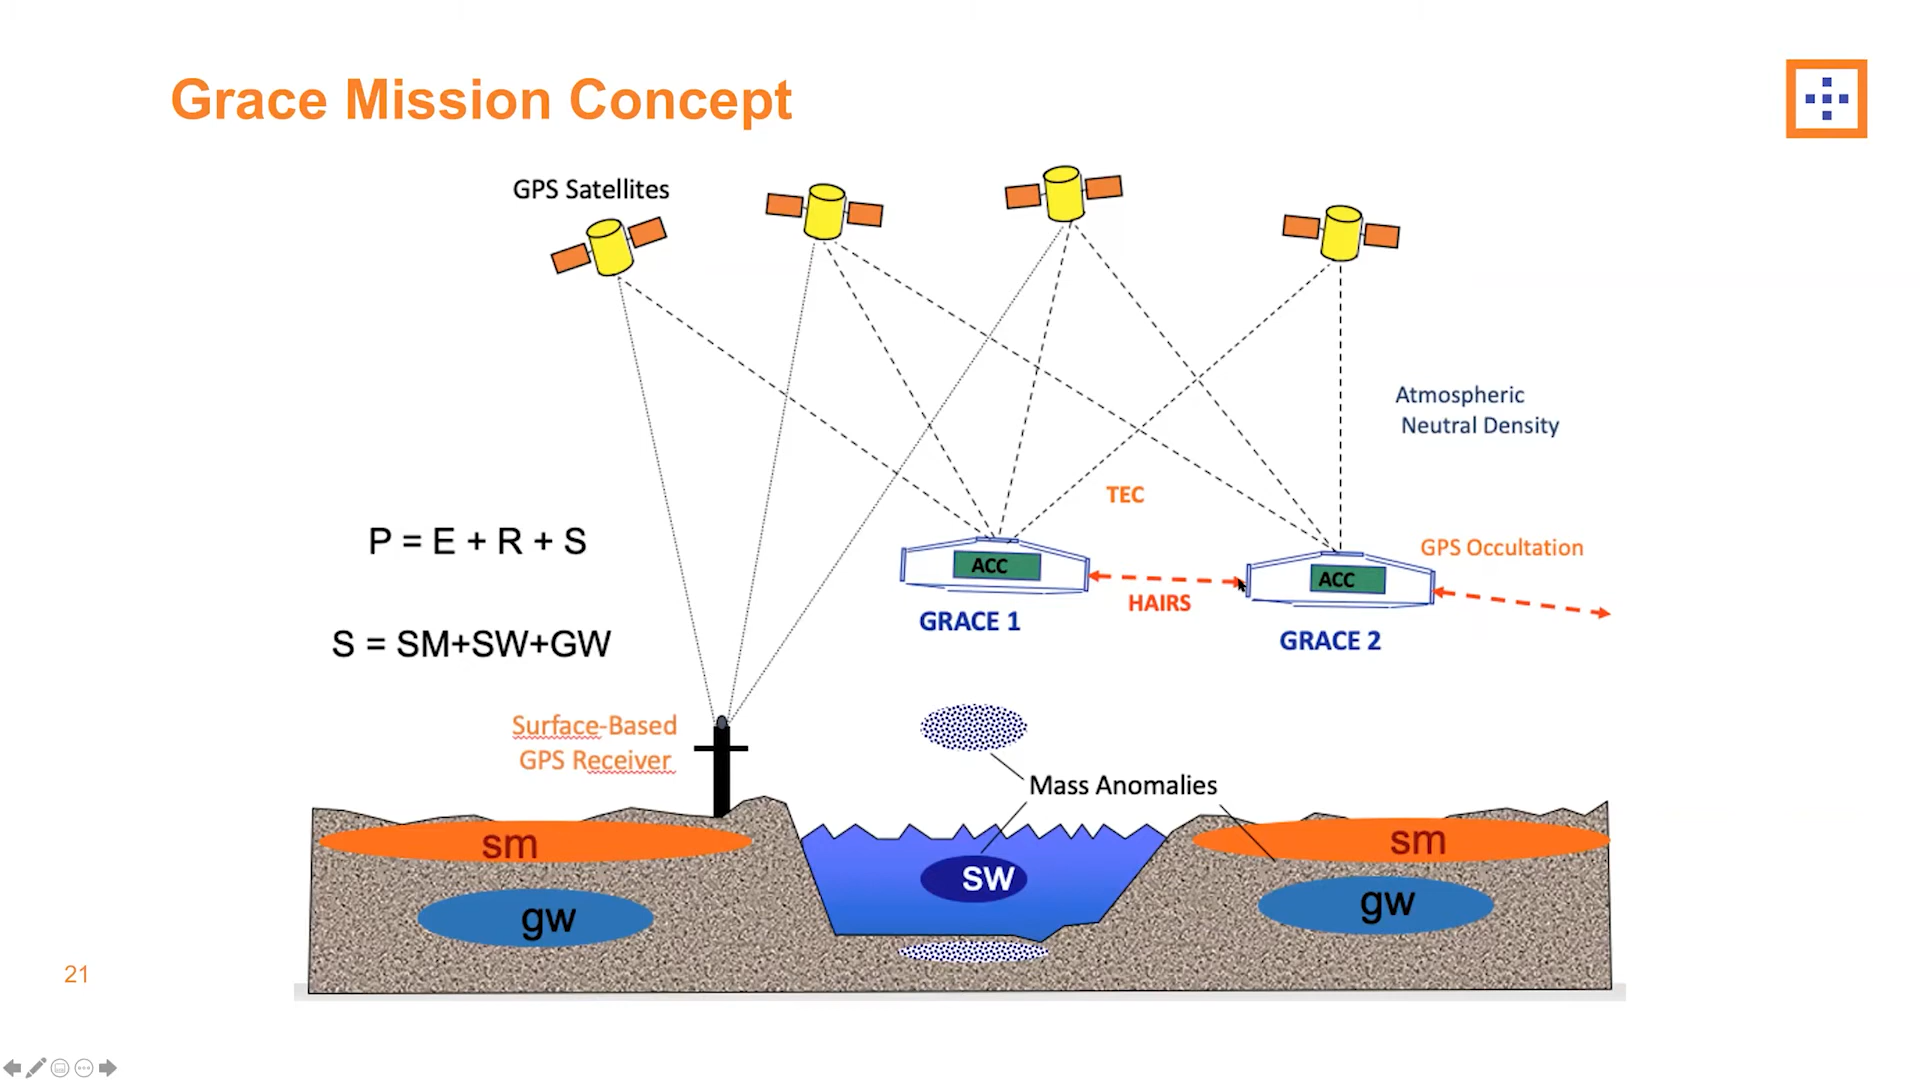 Grace Mission Concept
GPS Satellites
Atmospheric
Neutral Density
TEC
P = E + R + S
GPS Occultation
ACC
ACC
HAIRS
GRACE 1
GRACE 2
S = SM+SW+GW
Surface-Based
GPS Receiver
Mass Anomalies
sm
sm
SW
gw
gw
21